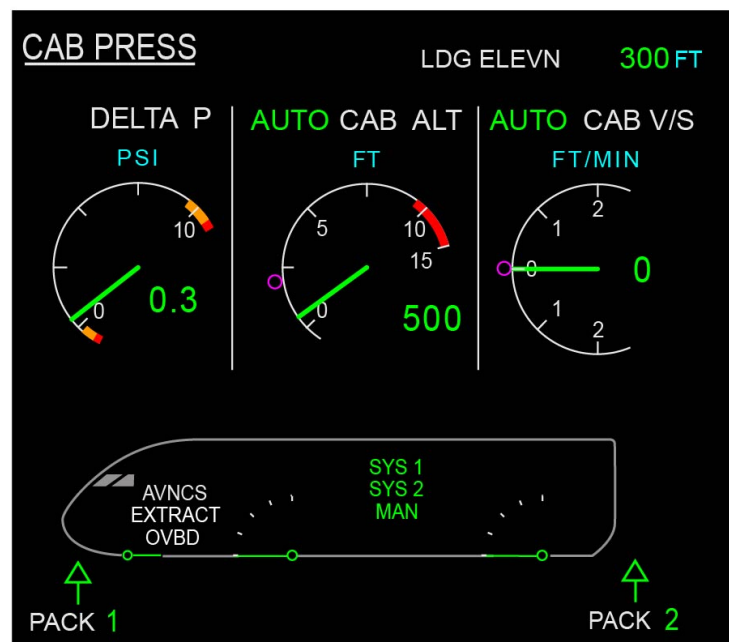 CAB PRESS
LDG ELEVN 300 FT
DELTA P
PSI
10
0
0.3
AUTO CAB ALT
FT
5
10
15
0
500
AUTO CAB V/S
FT/MIN
2
1
0
0
1
2
SYS 1
SYS 2
MAN
AVNCS
EXTRACT
OVBD
PACK 1
PACK 2